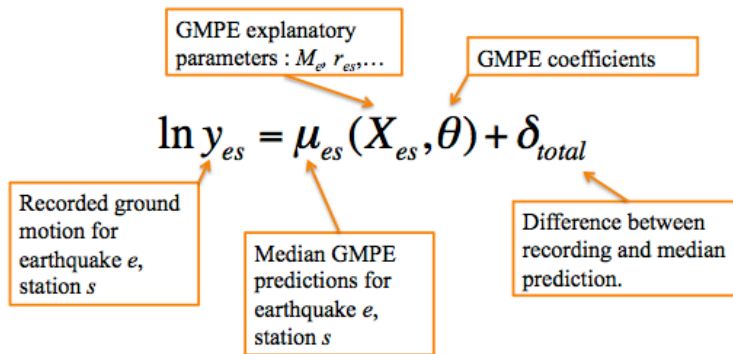 GMPE explanatory
parameters : Me, res,…
GMPE coefficients
ln yes = μes (Xes, θ) + δtotal
Recorded ground
motion for
earthquake e,
station s
Median GMPE
predictions for
earthquake e,
station s
Difference between
recording and median
prediction.